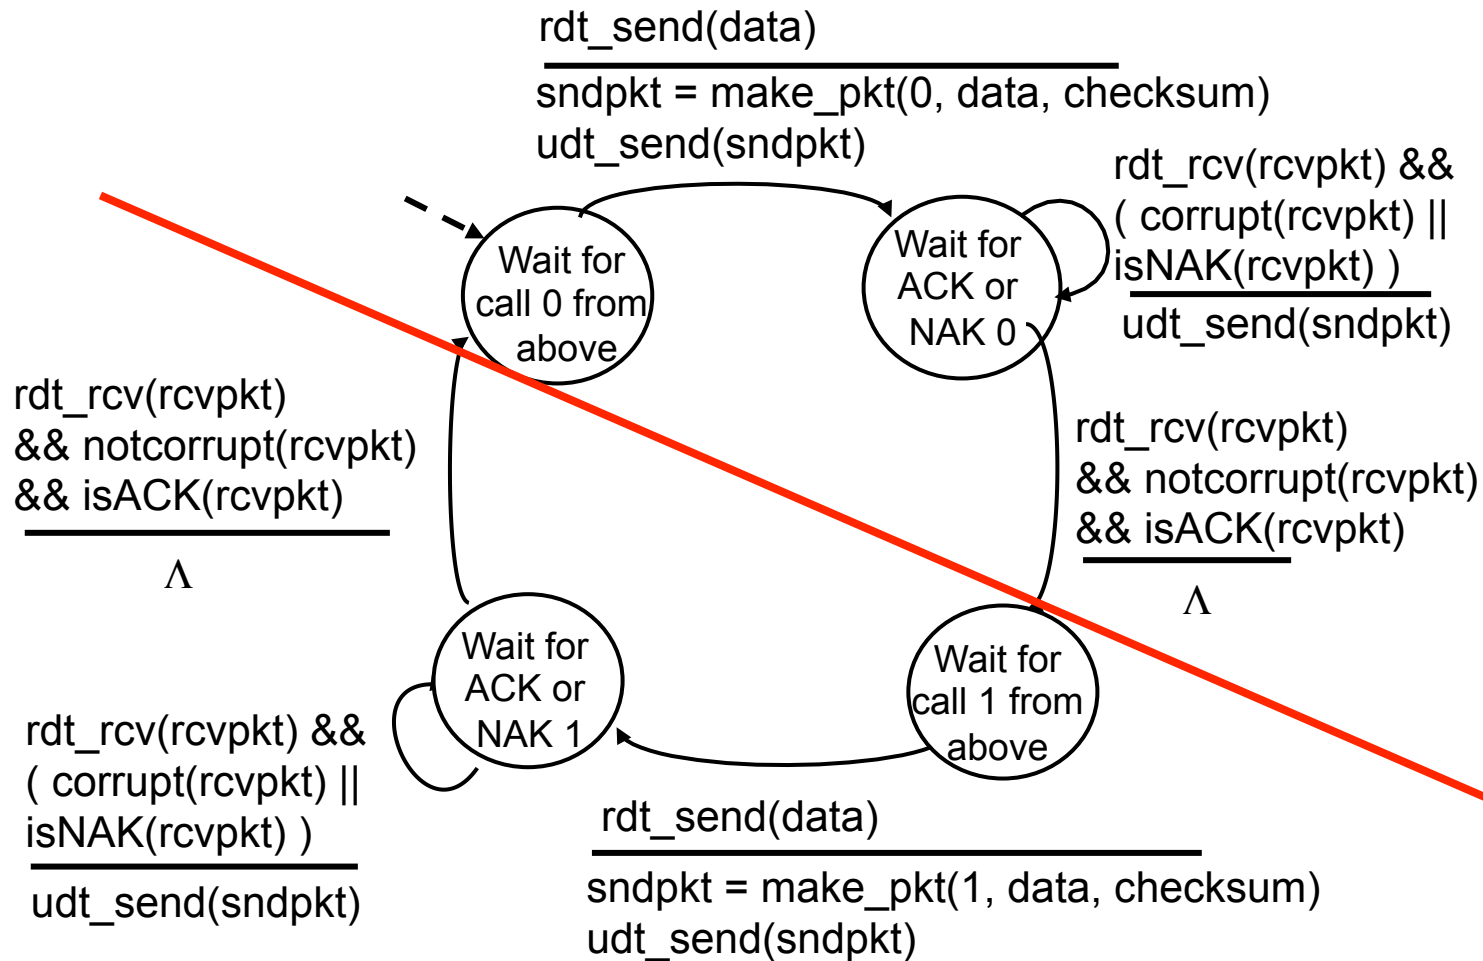 rdt_send(data)
sndpkt = make_pkt(0, data, checksum)
udt_send(sndpkt)
Wait for
call 0 from
above
Wait for
ACK or
NAK 0
rdt_rcv(rcvpkt) &&
( corrupt(rcvpkt) ||
isNAK(rcvpkt) )
udt_send(sndpkt)
rdt_rcv(rcvpkt)
&& notcorrupt(rcvpkt)
&& isACK(rcvpkt)
Λ
rdt_rcv(rcvpkt)
&& notcorrupt(rcvpkt)
&& isACK(rcvpkt)
Λ
Wait for
ACK or
NAK 1
Wait for
call 1 from
above
rdt_rcv(rcvpkt) &&
( corrupt(rcvpkt) ||
isNAK(rcvpkt) )
udt_send(sndpkt)
rdt_send(data)
sndpkt = make_pkt(1, data, checksum)
udt_send(sndpkt)